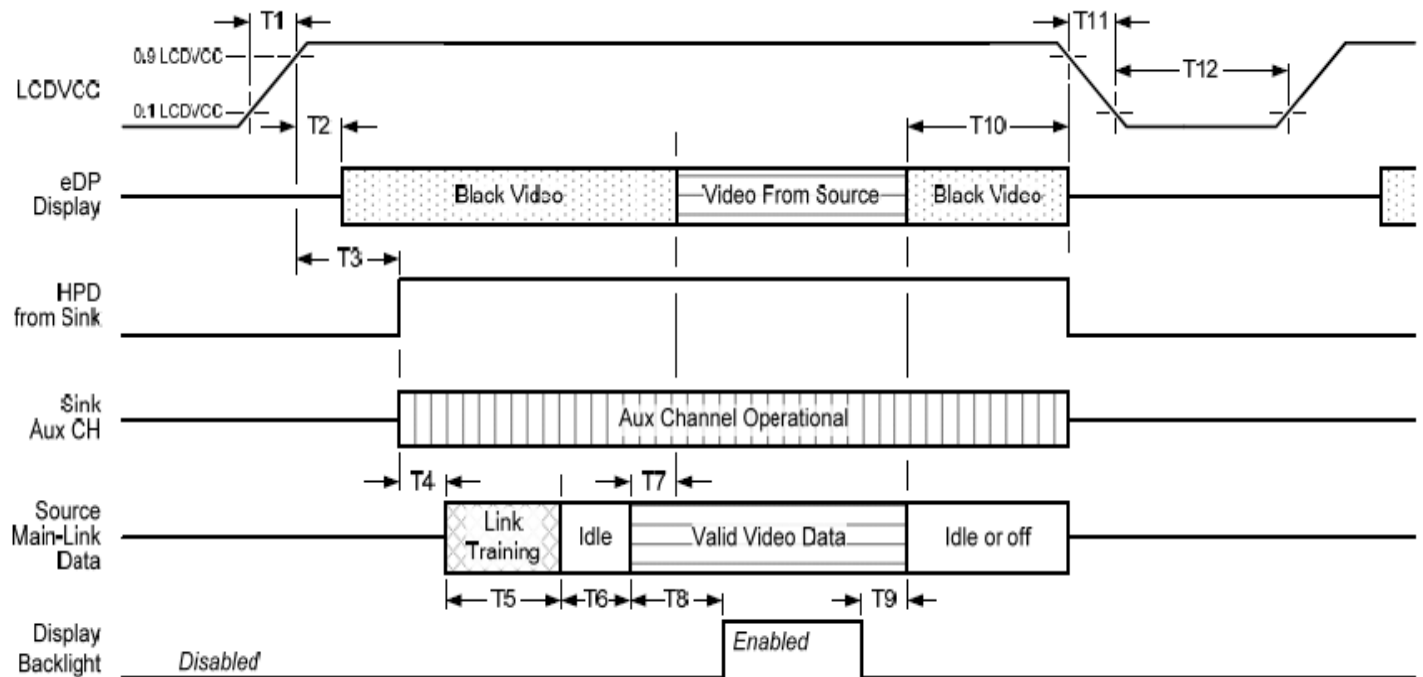 T1
T11
0.9 LCDVCC
T12
LCDVCC
0.1 LCDVCC
T2
T10
eDP
Display
Black Video
Video From Source
Black Video
T3
HPD
from Sink
Sink
Aux CH
Aux Channel Operational
T4
T7
Source
Main-Link
Data
Link
Training
Idle
Valid Video Data
Idle or off
T5
T6
T8
T9
Display
Backlight
Disabled
Enabled